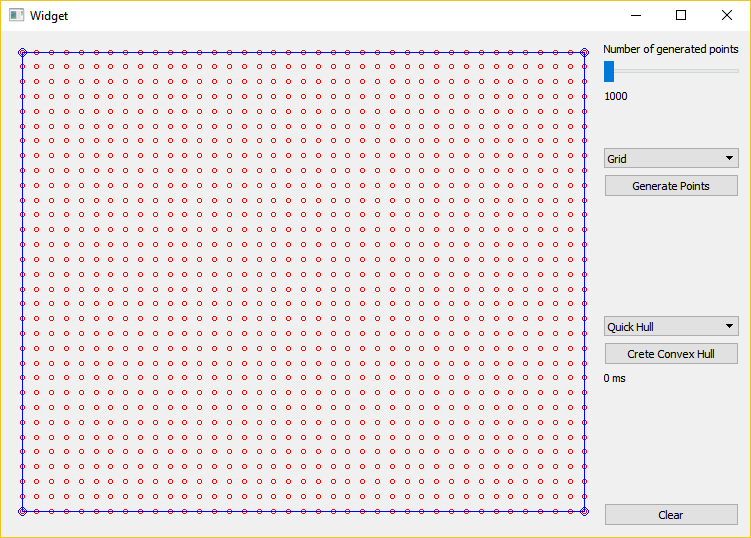 Widget
Number of generated points
1000
Grid
Generate Points
Quick Hull
Crete Convex Hull
0 ms
Clear